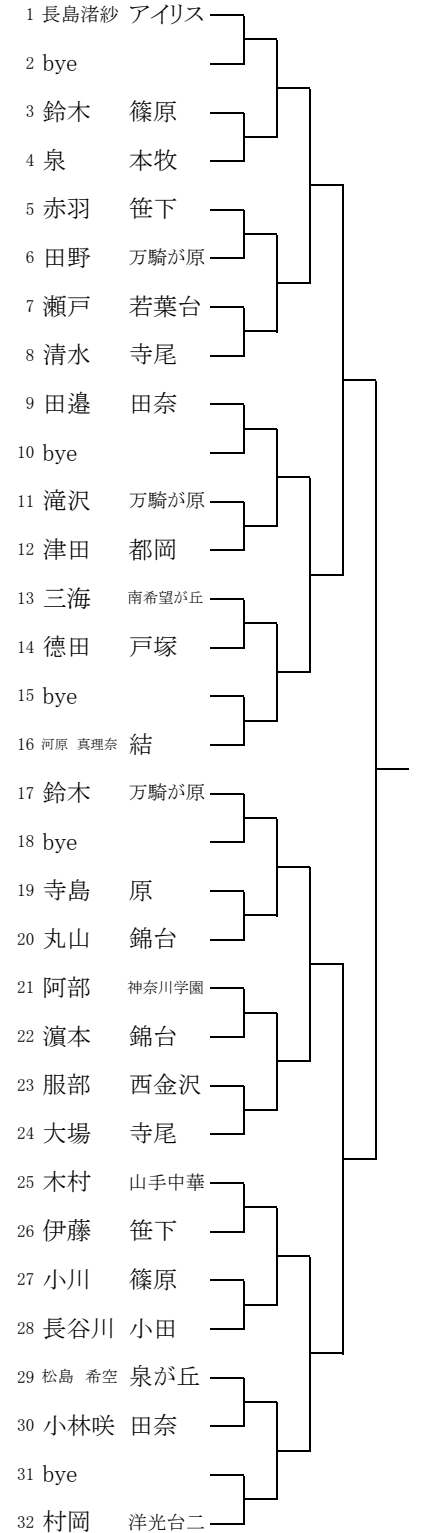 1 長島渚紗 アイリス
2 bye
3 鈴木 篠原
4 泉 本牧
5 赤羽 笹下
6 田野 万騎が原
7 瀬戸 若葉台
8 清水 寺尾
9 田邉 田奈
10 bye
11 滝沢 万騎が原
12 津田 都岡
13 三海 南希望が丘
14 德田 戸塚
15 bye
16 河原 真理奈 結
17 鈴木 万騎が原
18 bye
19 寺島 原
20 丸山 錦台
21 阿部 神奈川学園
22 濵本 錦台
23 服部 西金沢
24 大場 寺尾
25 木村 山手中華
26 伊藤 笹下
27 小川 篠原
28 長谷川 小田
29 松島 希空 泉が丘
30 小林咲 田奈
31 bye
32 村岡 洋光台二